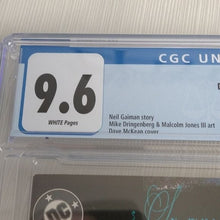 CGC UN
9.6
WHITE Pages
Neil Gaiman story
Mike Dringenberg & Malcolm Jones III art
Dave McKean cover
DC